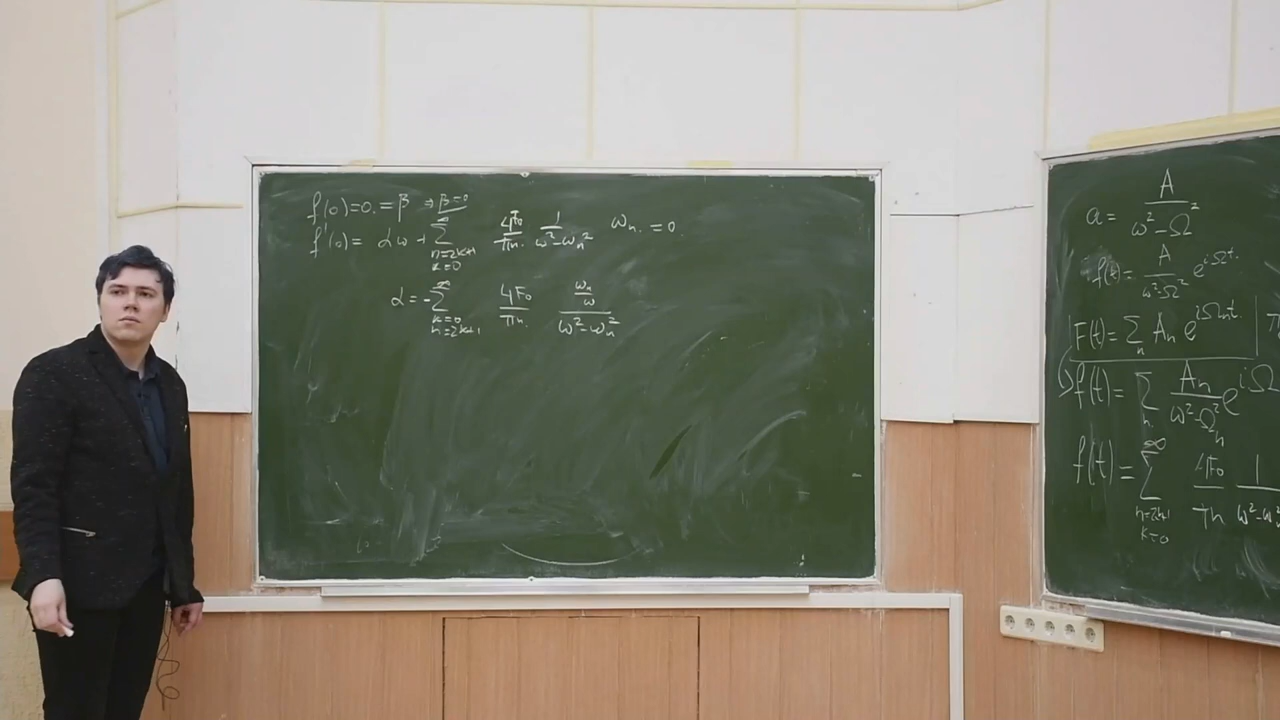 f(0)=0.=β ⇒ β=0
f'(0)= αω + ∑ 4F₀/πn. 1/(ω²-ωₙ²) ωₙ. =0.
∞
n=2k+1
k=0
α=-∑ 4F₀/πn. (ωₙ/ω)/(ω²-ωₙ²)
∞
k=0
n=2k+1
a= A/(ω²-Ω²)
f(t)= A/(ω²-Ω²) e^{iΩt.}
F(t)=∑ₙ Aₙ e^{iΩₙt.}
f(t)= ∑ₙ Aₙ/(ω²-Ωₙ²) e^{iΩ
f(t)= ∑ 4F₀/πn 1/(ω²-ω²
∞
n=2k+1
k=0